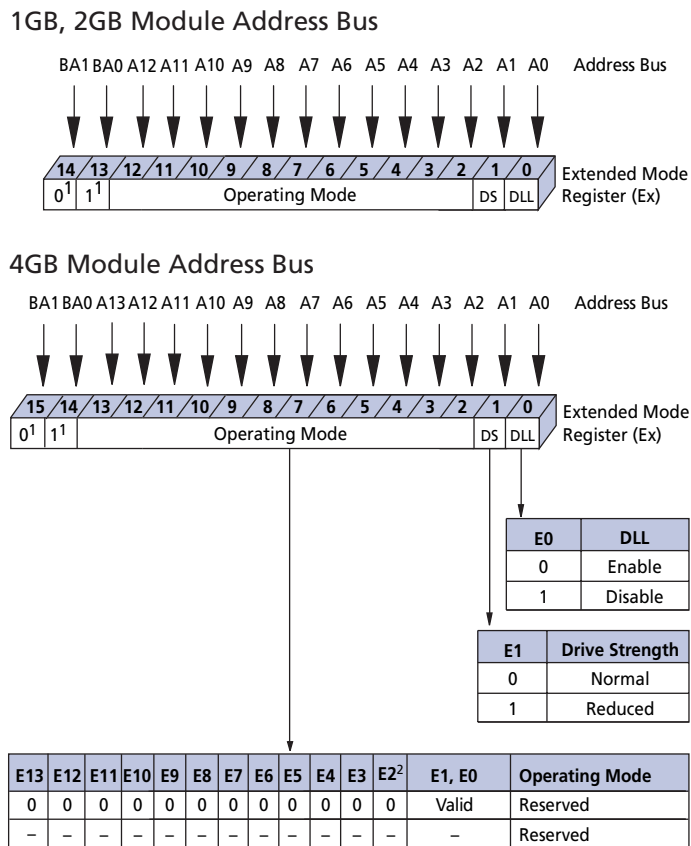 1GB, 2GB Module Address Bus
BA1 BA0 A12 A11 A10 A9 A8 A7 A6 A5 A4 A3 A2 A1 A0 Address Bus
14 13 12 11 10 9 8 7 6 5 4 3 2 1 0 Extended Mode
0¹ 1¹ Operating Mode DS DLL Register (Ex)
4GB Module Address Bus
BA1 BA0 A13 A12 A11 A10 A9 A8 A7 A6 A5 A4 A3 A2 A1 A0 Address Bus
15 14 13 12 11 10 9 8 7 6 5 4 3 2 1 0 Extended Mode
0¹ 1¹ Operating Mode DS DLL Register (Ex)
E0 DLL
0 Enable
1 Disable
E1 Drive Strength
0 Normal
1 Reduced
E13 E12 E11 E10 E9 E8 E7 E6 E5 E4 E3 E2² E1, E0 Operating Mode
0 0 0 0 0 0 0 0 0 0 0 0 Valid Reserved
– – – – – – – – – – – – – Reserved